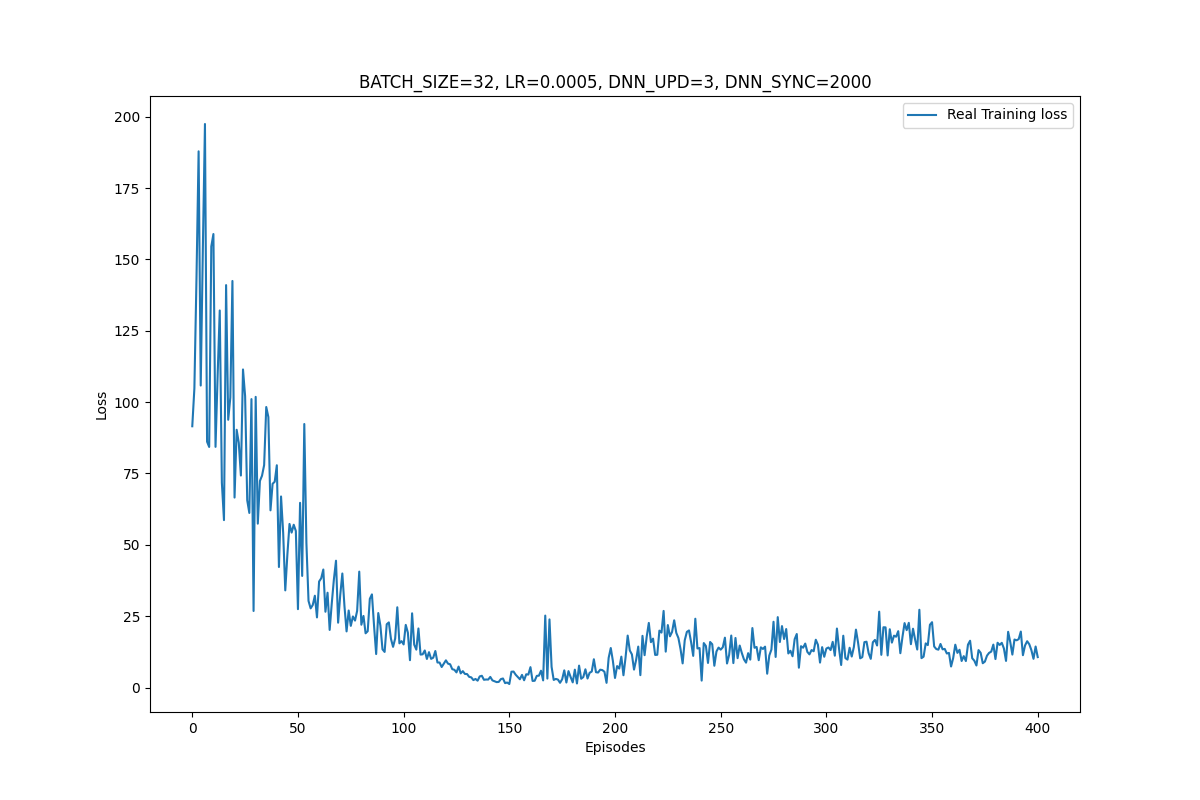 BATCH_SIZE=32, LR=0.0005, DNN_UPD=3, DNN_SYNC=2000
Real Training loss
200
175
150
125
100
75
50
25
0
Loss
0 50 100 150 200 250 300 350 400
Episodes